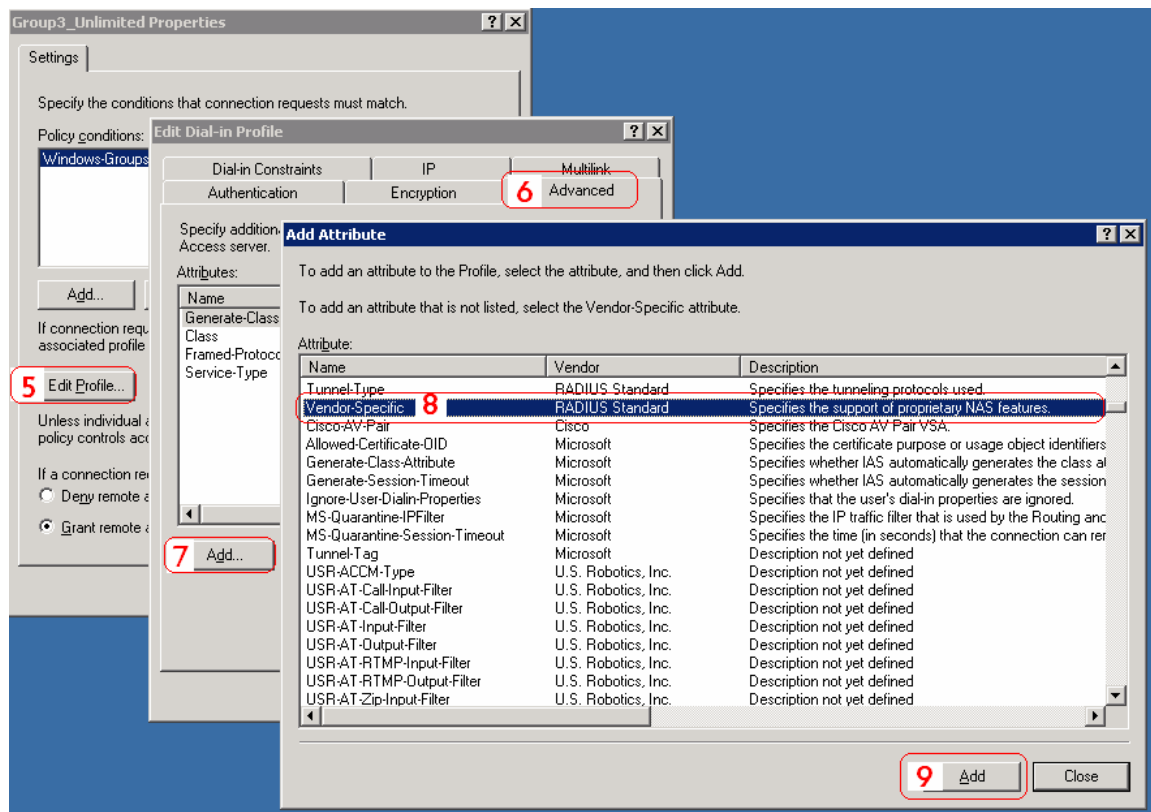 Group3_Unlimited Properties
Settings
Specify the conditions that connection requests must match.
Policy conditions:
Windows-Groups
Add...
If connection requ
associated profile
5 Edit Profile...
Unless individual a
policy controls acc
If a connection re
Deny remote a
Grant remote a
Edit Dial-in Profile
Dial-in Constraints IP Multilink
Authentication Encryption 6 Advanced
Specify addition
Access server.
Attributes:
Name
Generate-Class
Class
Framed-Protoco
Service-Type
7 Add...
Add Attribute
To add an attribute to the Profile, select the attribute, and then click Add.
To add an attribute that is not listed, select the Vendor-Specific attribute.
Attribute:
Name Vendor Description
Tunnel-Type RADIUS Standard Specifies the tunneling protocols used.
Vendor-Specific 8 RADIUS Standard Specifies the support of proprietary NAS features.
Cisco-AV-Pair Cisco Specifies the Cisco AV Pair VSA.
Allowed-Certificate-OID Microsoft Specifies the certificate purpose or usage object identifiers
Generate-Class-Attribute Microsoft Specifies whether IAS automatically generates the class at
Generate-Session-Timeout Microsoft Specifies whether IAS automatically generates the session
Ignore-User-Dialin-Properties Microsoft Specifies that the user's dial-in properties are ignored.
MS-Quarantine-IPFilter Microsoft Specifies the IP traffic filter that is used by the Routing and
MS-Quarantine-Session-Timeout Microsoft Specifies the time (in seconds) that the connection can rer
Tunnel-Tag Microsoft Description not yet defined
USR-ACCM-Type U.S. Robotics, Inc. Description not yet defined
USR-AT-Call-Input-Filter U.S. Robotics, Inc. Description not yet defined
USR-AT-Call-Output-Filter U.S. Robotics, Inc. Description not yet defined
USR-AT-Input-Filter U.S. Robotics, Inc. Description not yet defined
USR-AT-Output-Filter U.S. Robotics, Inc. Description not yet defined
USR-AT-RTMP-Input-Filter U.S. Robotics, Inc. Description not yet defined
USR-AT-RTMP-Output-Filter U.S. Robotics, Inc. Description not yet defined
USR-AT-Zip-Input-Filter U.S. Robotics, Inc. Description not yet defined
9 Add Close